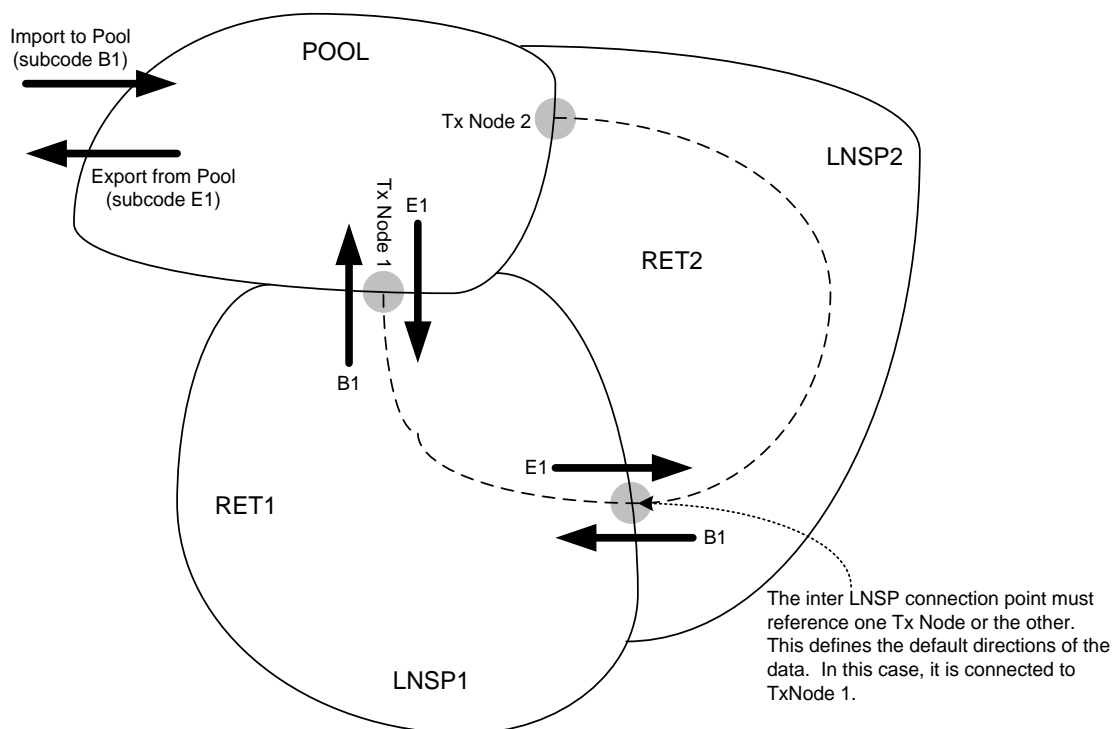 Import to Pool
(subcode B1)
POOL
Tx Node 2
LNSP2
Export from Pool
(subcode E1)
Tx Node 1
E1
RET2
B1
E1
RET1
B1
The inter LNSP connection point must
reference one Tx Node or the other.
This defines the default directions of the
data. In this case, it is connected to
TxNode 1.
LNSP1